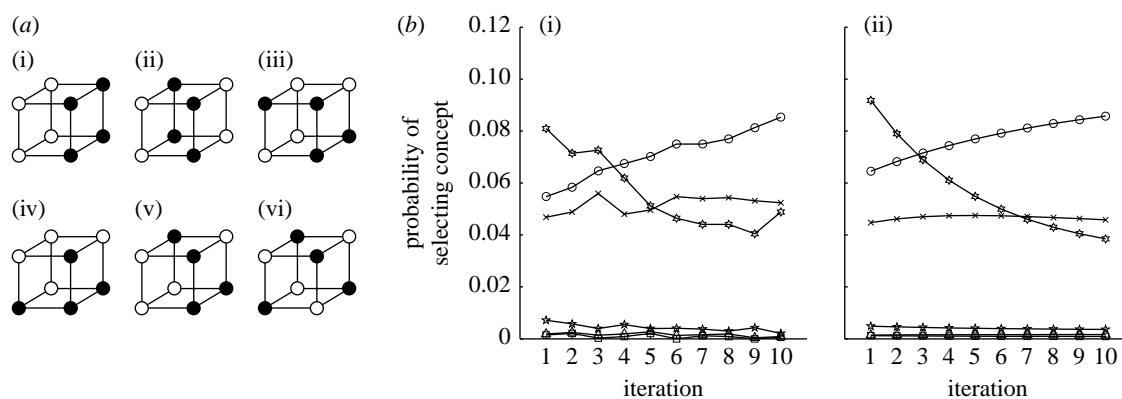 (a)
(i) (ii) (iii)
(iv) (v) (vi)
(b)
probability of
selecting concept
(i)
0.12
0.10
0.08
0.06
0.04
0.02
0
1 2 3 4 5 6 7 8 9 10
iteration
(ii)
1 2 3 4 5 6 7 8 9 10
iteration